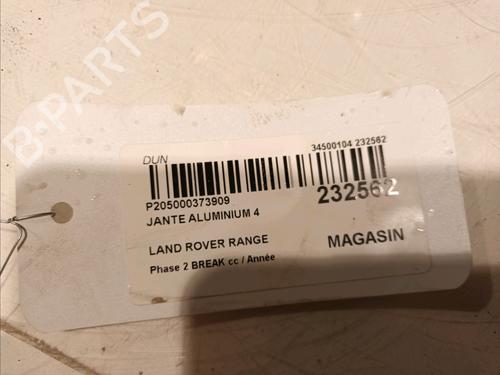 B-PARTS
DUN
34500104 232562
P205000373909
232562
JANTE ALUMINIUM 4
LAND ROVER RANGE
MAGASIN
Phase 2 BREAK cc / Année